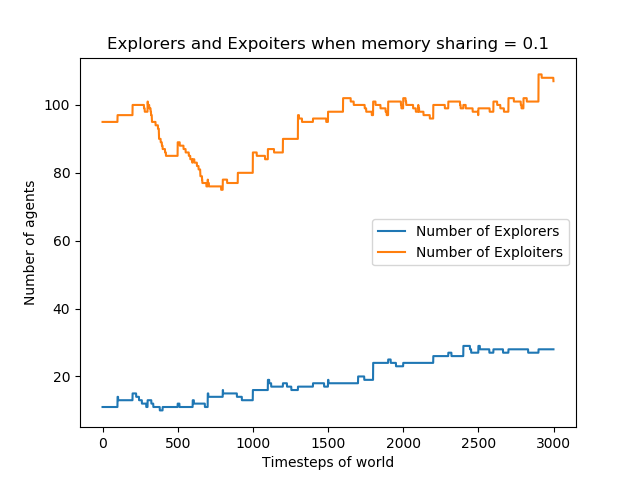 Explorers and Expoiters when memory sharing = 0.1
Number of agents
100
80
60
40
20
Number of Explorers
Number of Exploiters
0 500 1000 1500 2000 2500 3000
Timesteps of world